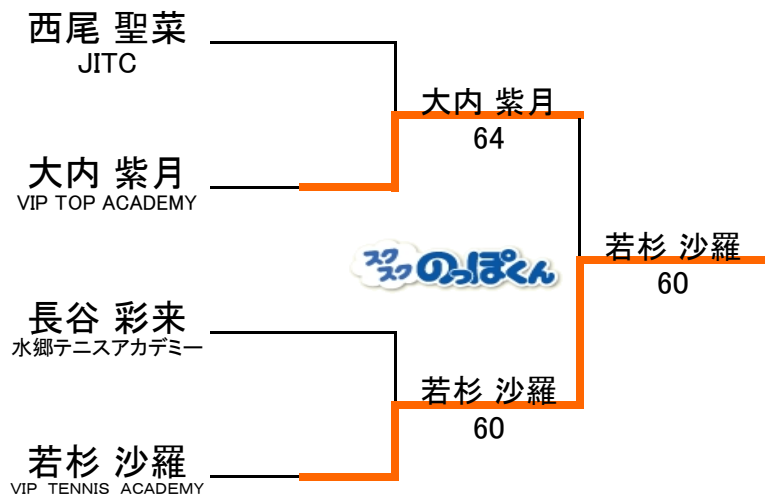 西尾 聖菜
JITC
大内 紫月
64
大内 紫月
VIP TOP ACADEMY
スクスクのっぽくん
若杉 沙羅
60
長谷 彩来
水郷テニスアカデミー
若杉 沙羅
60
若杉 沙羅
VIP TENNIS ACADEMY